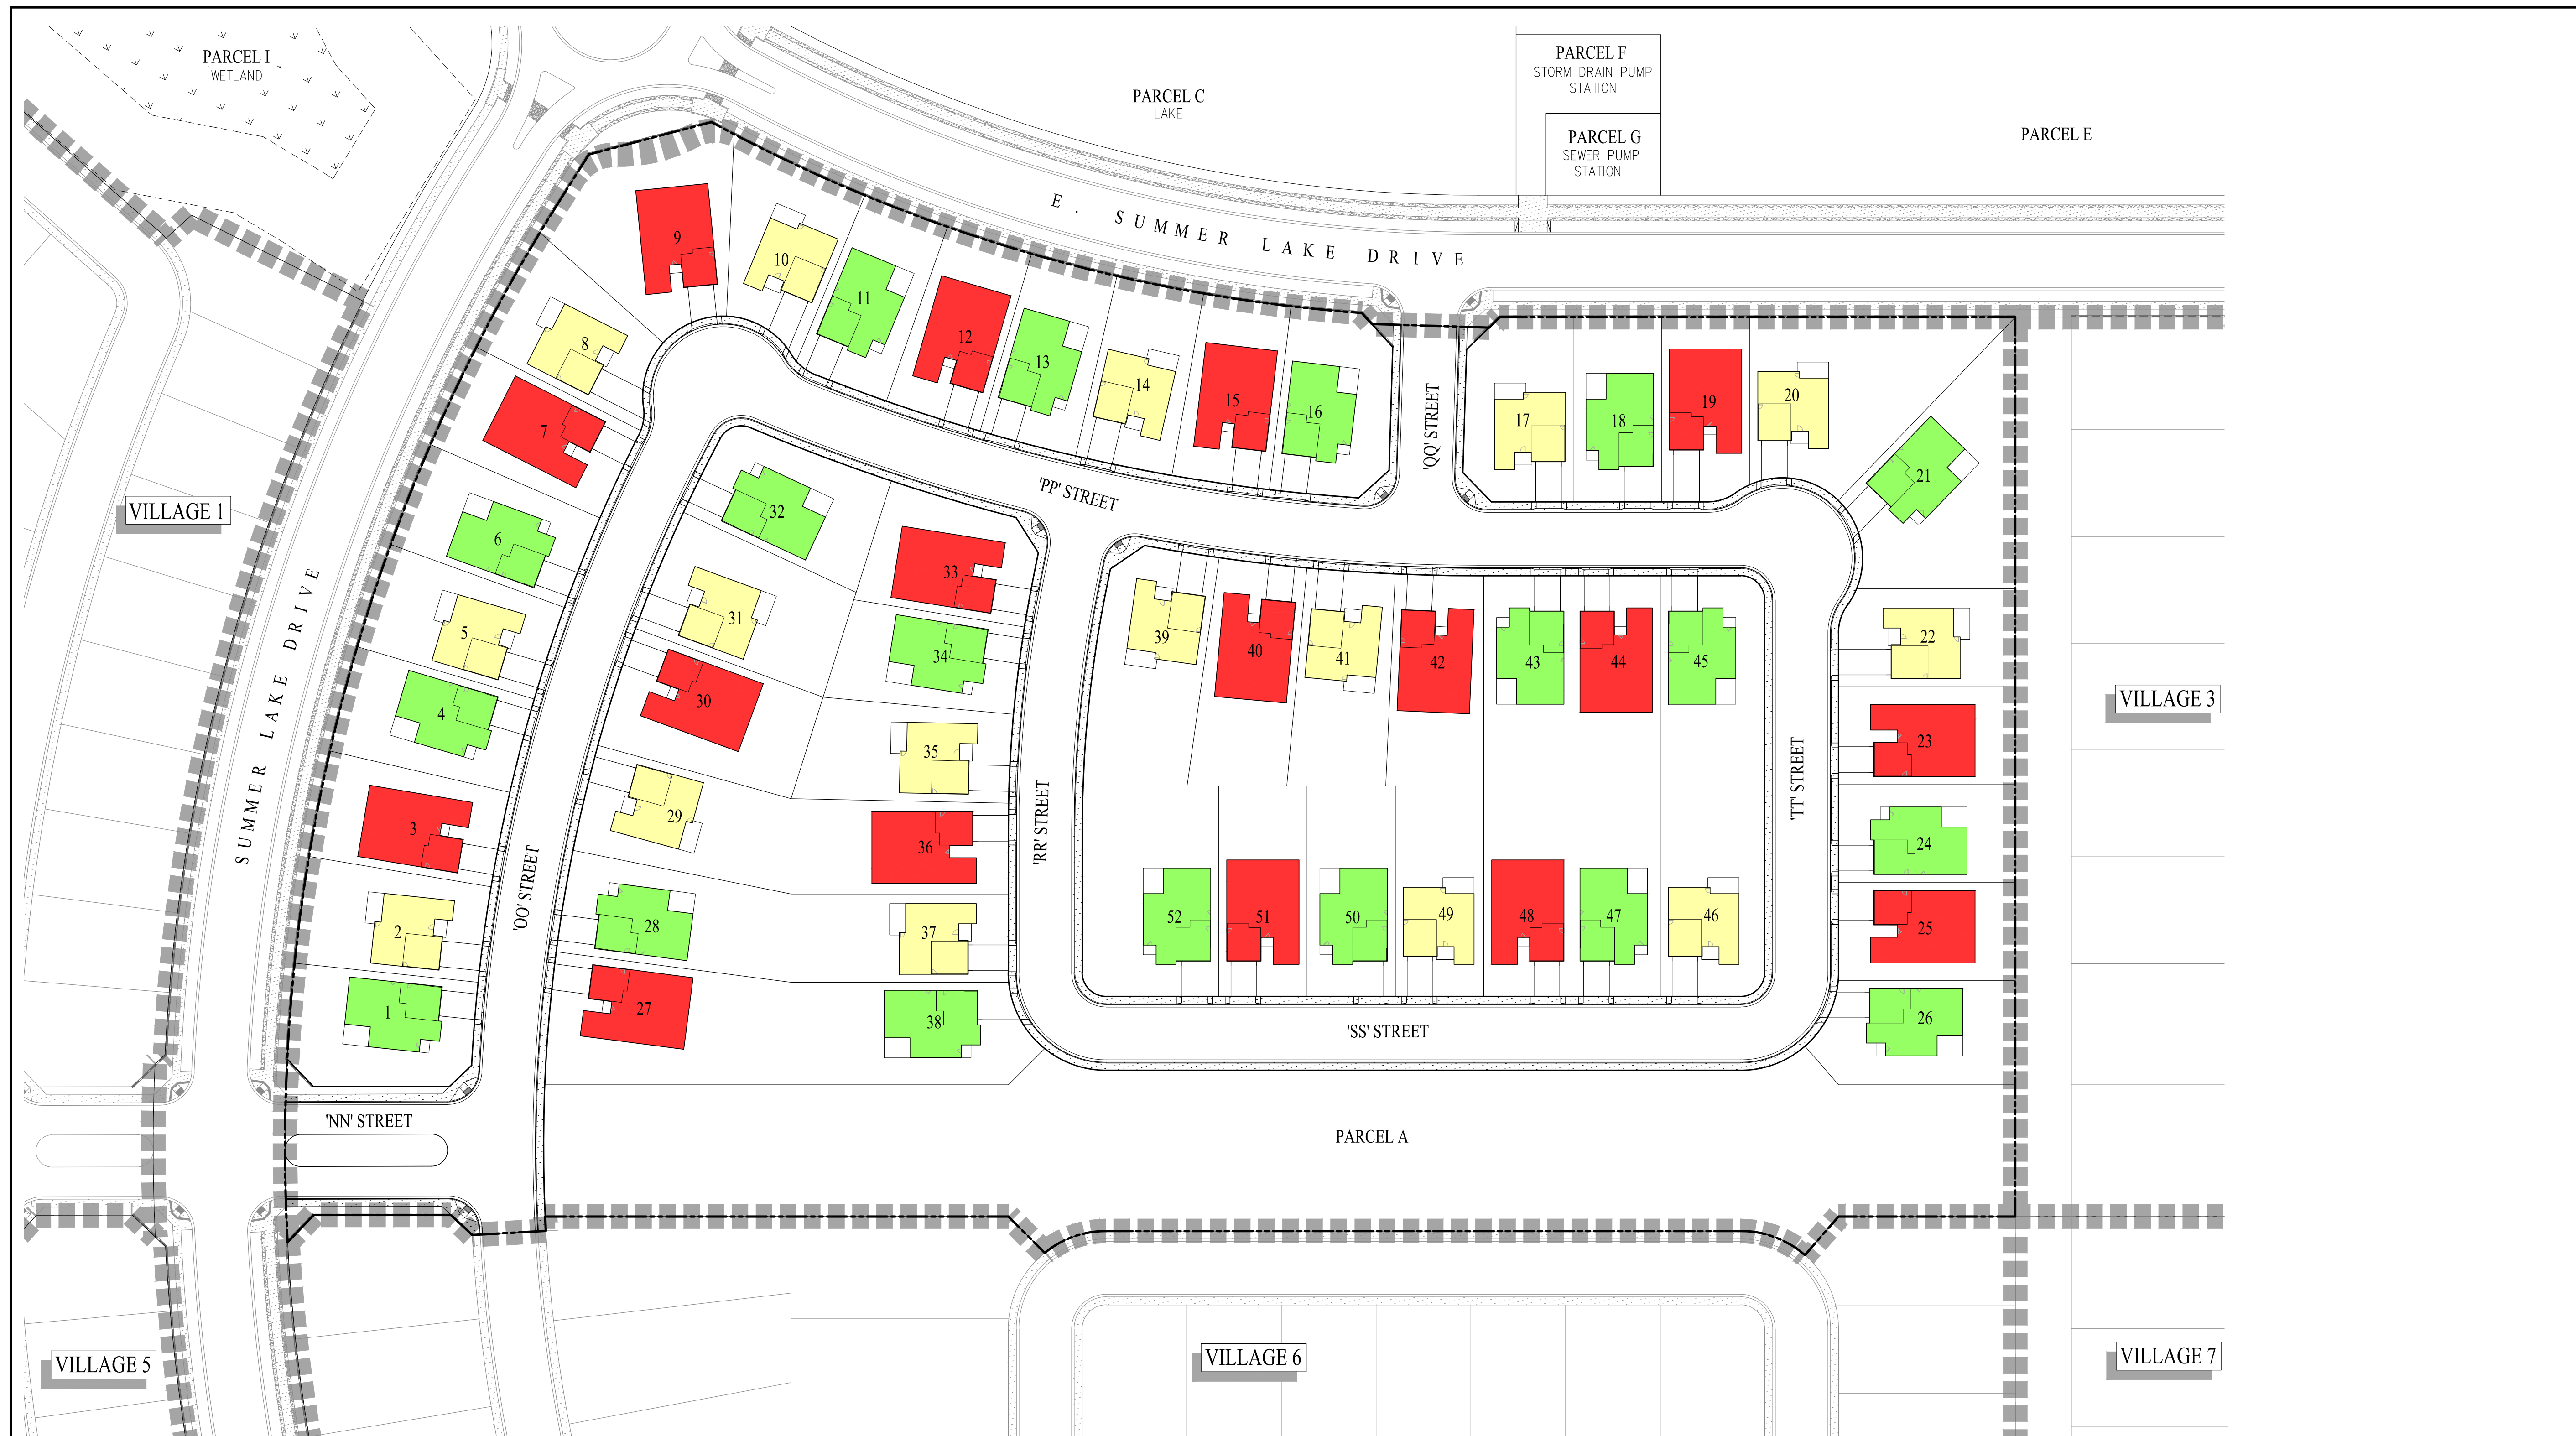 PARCEL I
WETLAND
PARCEL C
LAKE
PARCEL F
STORM DRAIN PUMP
STATION
PARCEL G
SEWER PUMP
STATION
PARCEL E
E. SUMMER LAKE DRIVE
9
10
11
12
13
14
15
16
'QQ' STREET
17
18
19
20
21
8
7
6
5
4
3
2
1
VILLAGE 1
SUMMER LAKE DRIVE
'PP' STREET
32
31
30
29
28
27
'OO' STREET
33
34
35
36
37
38
'RR' STREET
39
40
41
42
43
44
45
52
51
50
49
48
47
46
'TT' STREET
22
23
24
25
26
VILLAGE 3
'SS' STREET
'NN' STREET
PARCEL A
VILLAGE 5
VILLAGE 6
VILLAGE 7